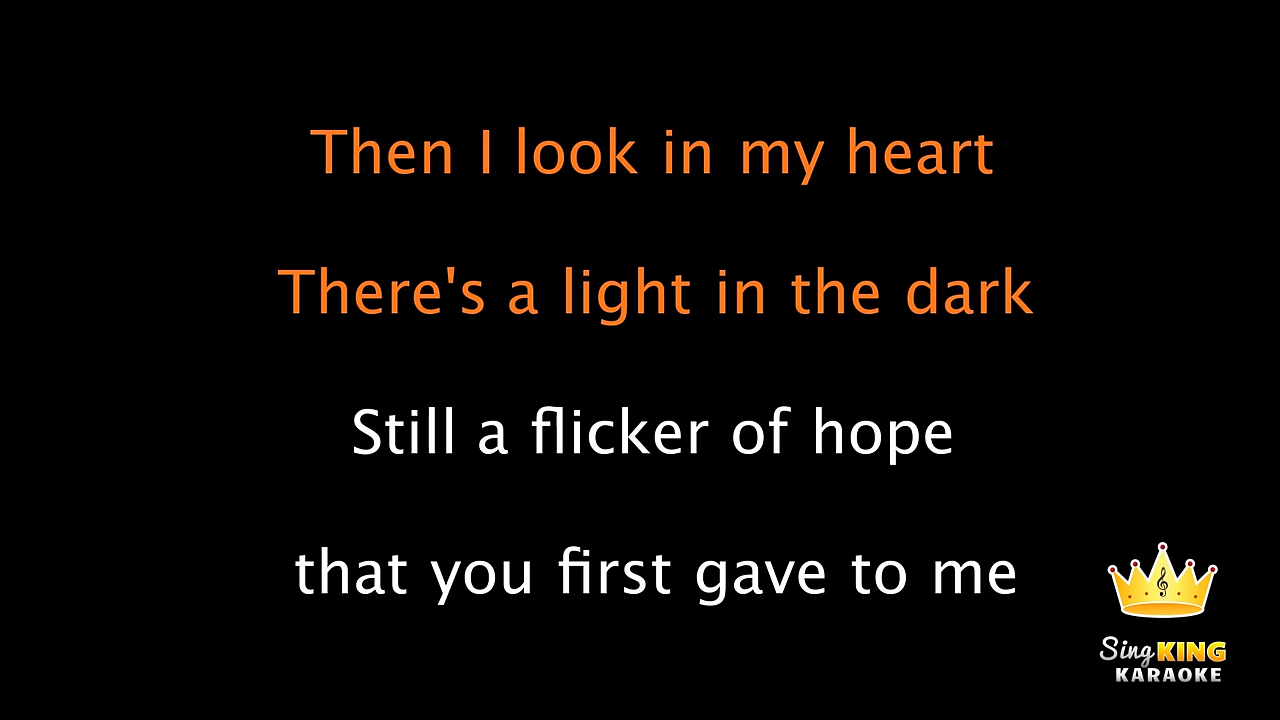 Then I look in my heart
There's a light in the dark
Still a flicker of hope
that you first gave to me
Sing KING
KARAOKE